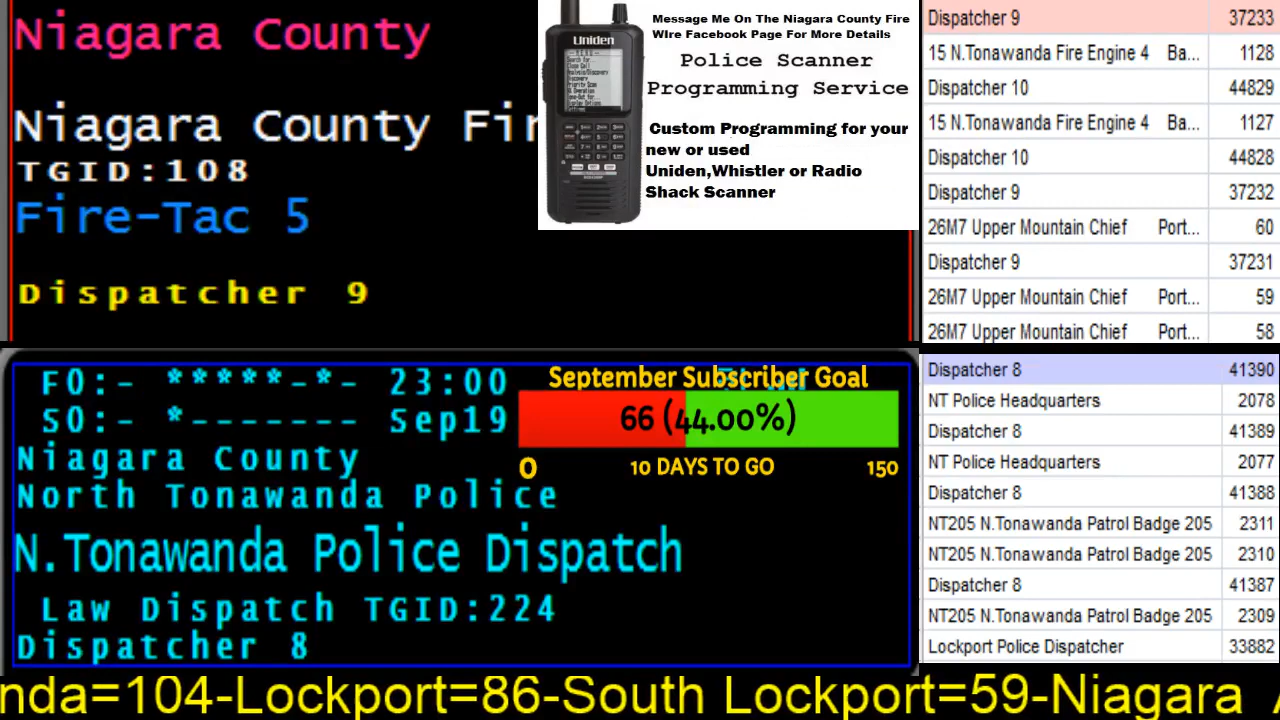 Niagara County
Niagara County Fir
TGID:108
Fire-Tac 5
Dispatcher 9
Uniden
Message Me On The Niagara County Fire
WIre Facebook Page For More Details
Police Scanner
Programming Service
Custom Programming for your
new or used
Uniden,Whistler or Radio
Shack Scanner
Dispatcher 9 37233
15 N.Tonawanda Fire Engine 4 Ba... 1128
Dispatcher 10 44829
15 N.Tonawanda Fire Engine 4 Ba... 1127
Dispatcher 10 44828
Dispatcher 9 37232
26M7 Upper Mountain Chief Port... 60
Dispatcher 9 37231
26M7 Upper Mountain Chief Port... 59
26M7 Upper Mountain Chief Port... 58
F0:- *****-*- 23:00
S0:- *------- Sep19
Niagara County
North Tonawanda Police
N.Tonawanda Police Dispatch
Law Dispatch TGID:224
Dispatcher 8
September Subscriber Goal
66 (44.00%)
0 10 DAYS TO GO 150
Dispatcher 8 41390
NT Police Headquarters 2078
Dispatcher 8 41389
NT Police Headquarters 2077
Dispatcher 8 41388
NT205 N.Tonawanda Patrol Badge 205 2311
NT205 N.Tonawanda Patrol Badge 205 2310
Dispatcher 8 41387
NT205 N.Tonawanda Patrol Badge 205 2309
Lockport Police Dispatcher 33882
nda=104-Lockport=86-South Lockport=59-Niagara